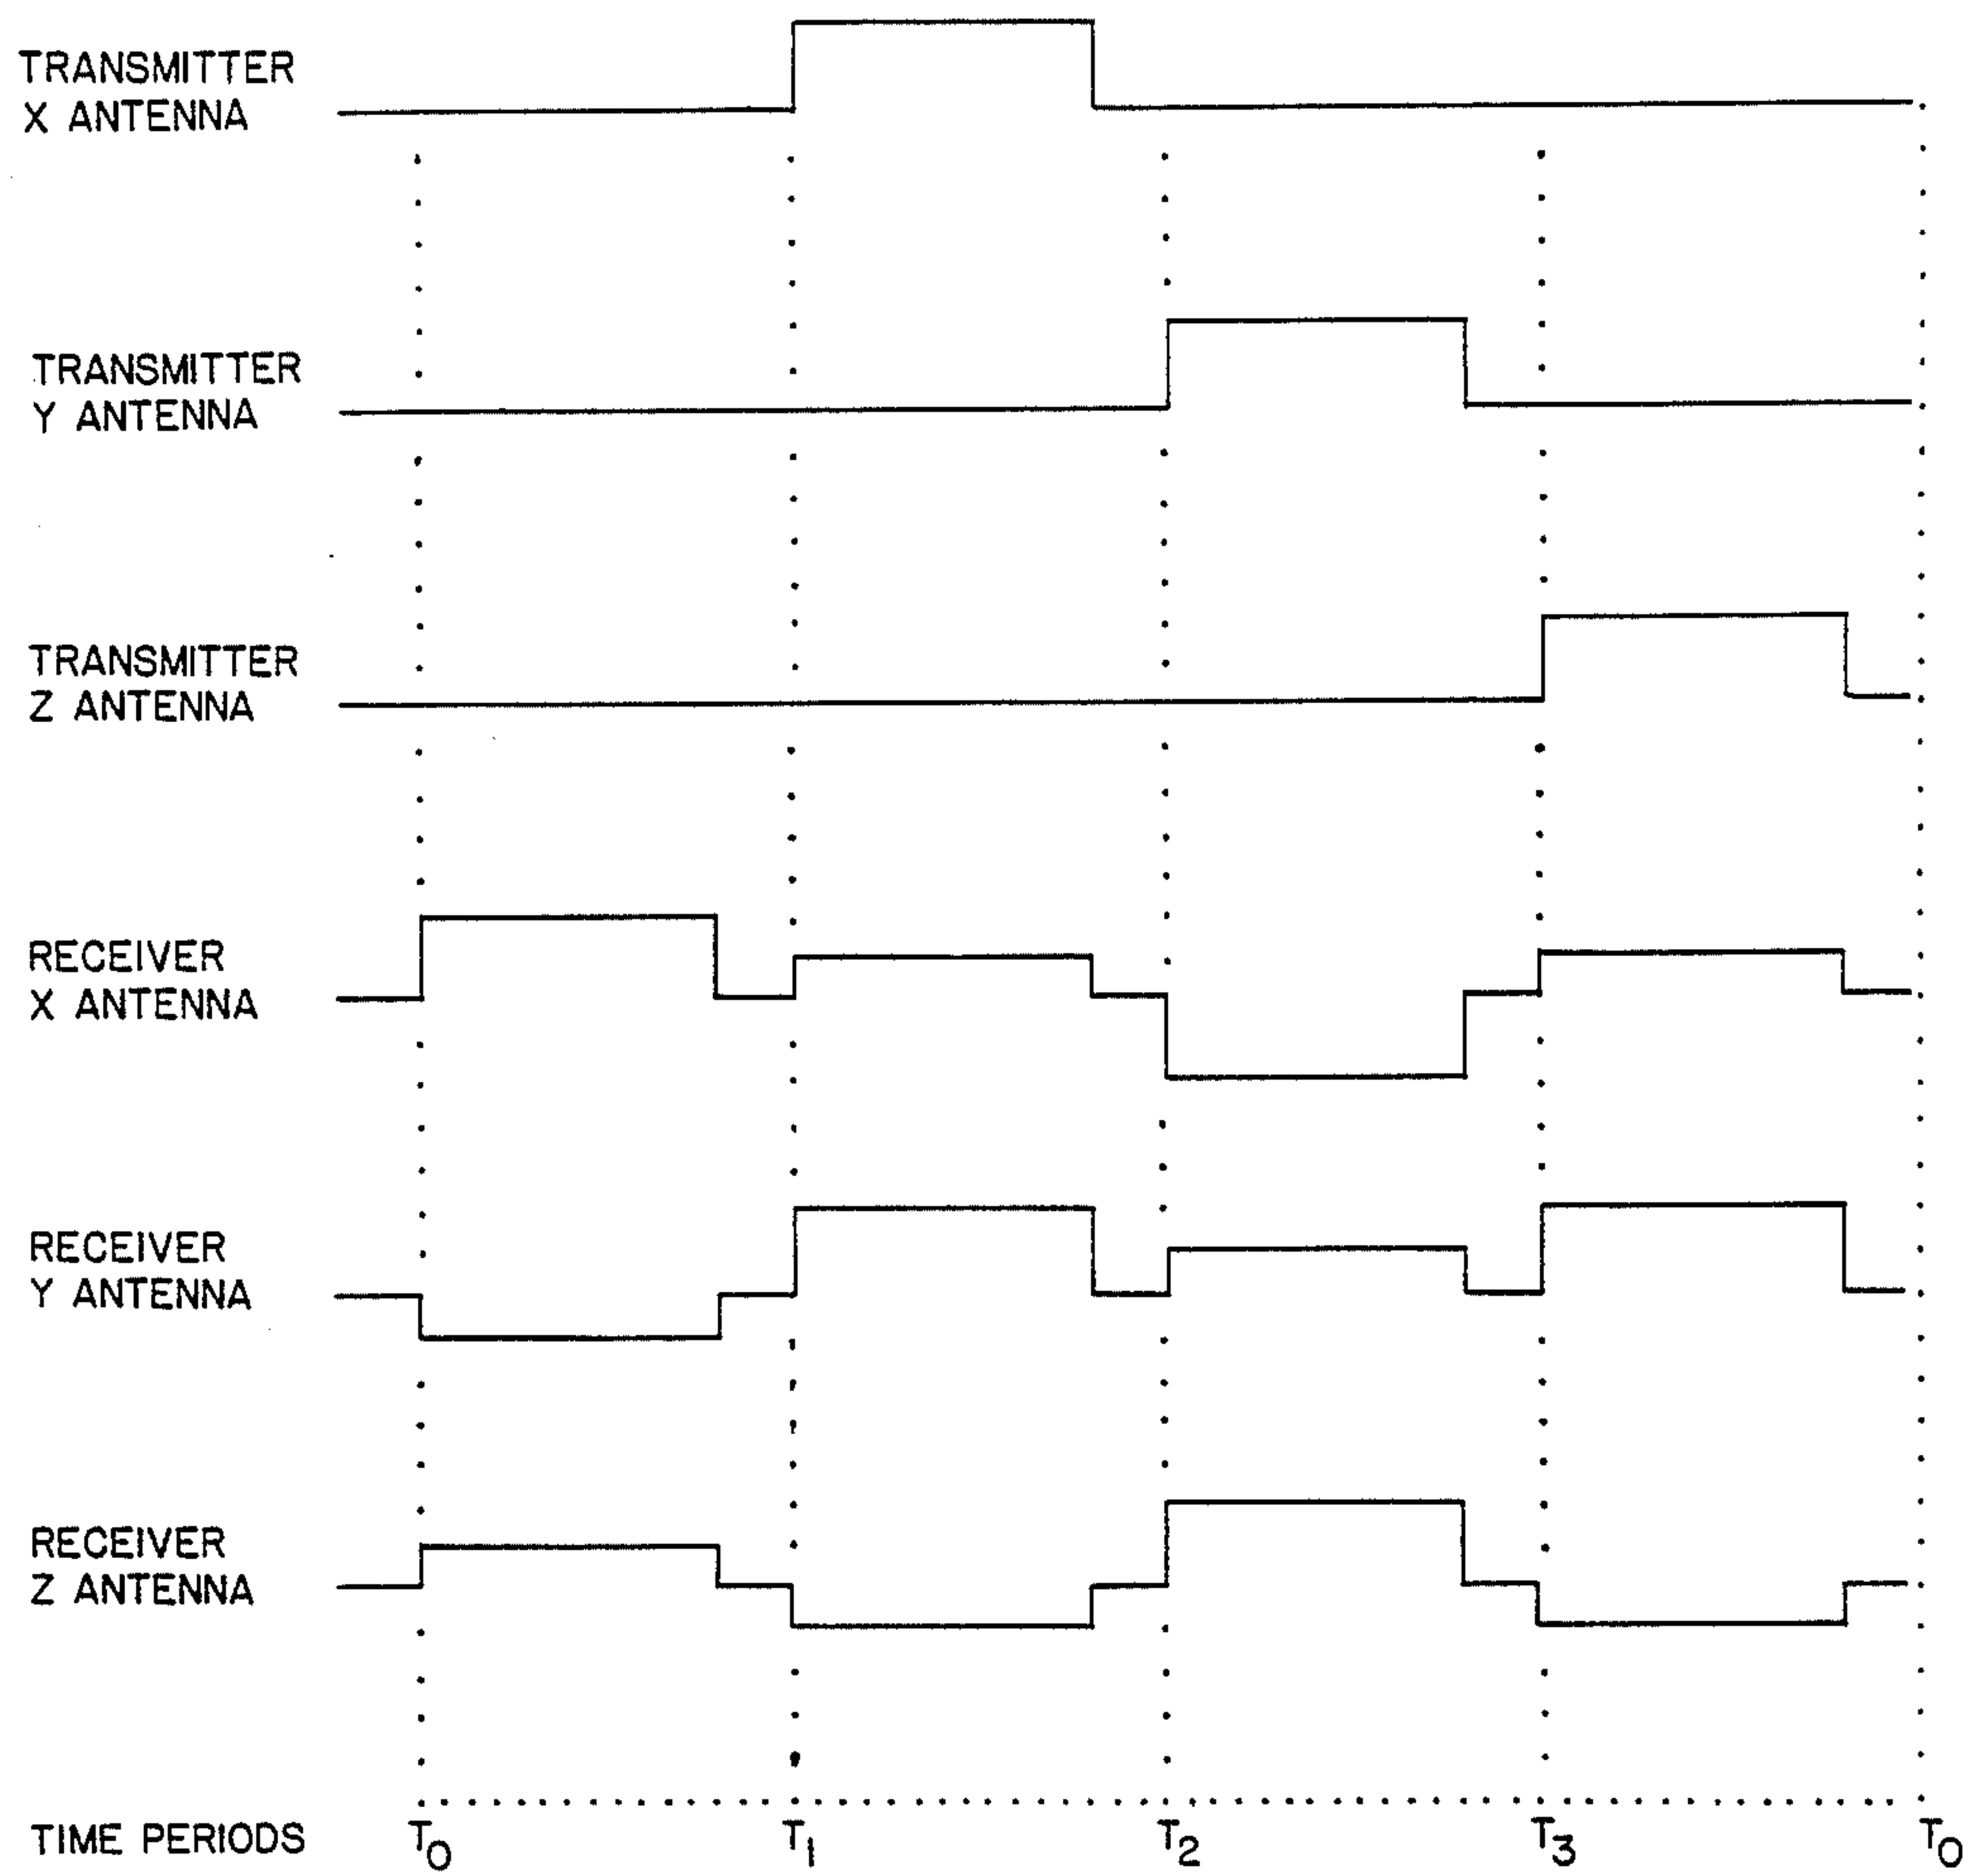 TRANSMITTER
X ANTENNA
TRANSMITTER
Y ANTENNA
TRANSMITTER
Z ANTENNA
RECEIVER
X ANTENNA
RECEIVER
Y ANTENNA
RECEIVER
Z ANTENNA
TIME PERIODS T0 T1 T2 T3 T0